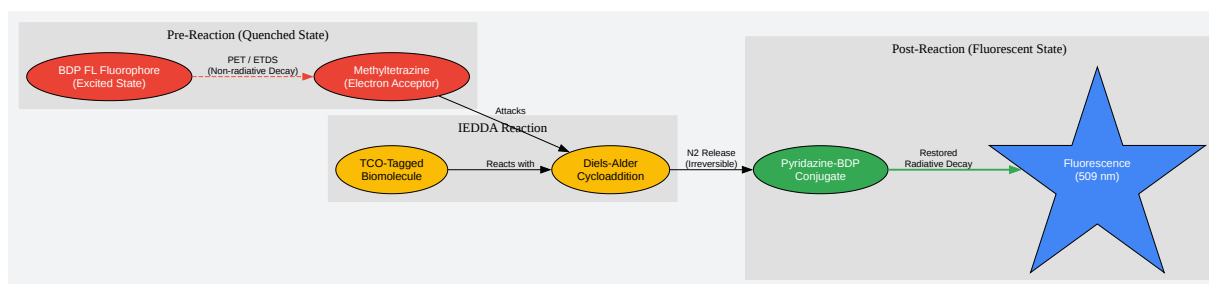 Pre-Reaction (Quenched State)
BDP FL Fluorophore
(Excited State)
PET / ETDS
(Non-radiative Decay)
Methyltetrazine
(Electron Acceptor)
Attacks
IEDDA Reaction
TCO-Tagged
Biomolecule
Reacts with
Diels-Alder
Cycloaddition
N2 Release
(Irreversible)
Post-Reaction (Fluorescent State)
Pyridazine-BDP
Conjugate
Restored
Radiative Decay
Fluorescence
(509 nm)